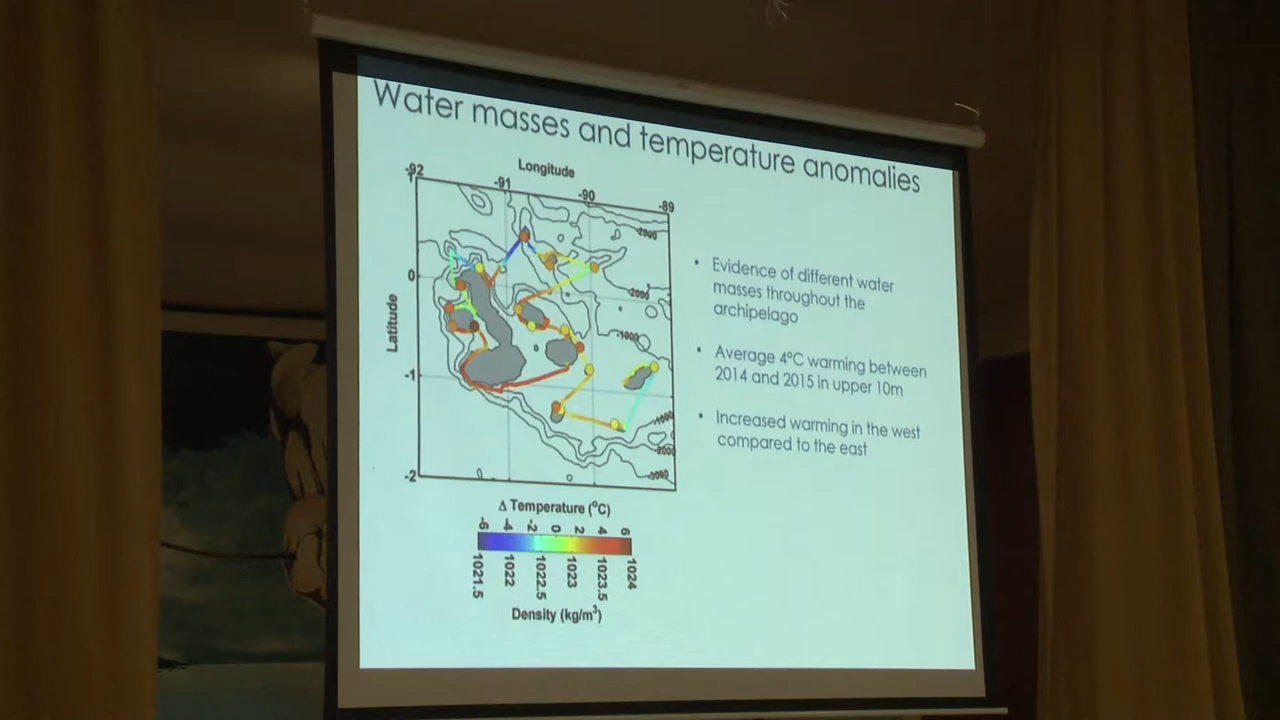 Water masses and temperature anomalies
Longitude
-92
-91
-90
-89
Latitude
0
-1
-2
-2000
-2000
-1000
-1000
-2000
-3000
• Evidence of different water
masses throughout the
archipelago
• Average 4°C warming between
2014 and 2015 in upper 10m
• Increased warming in the west
compared to the east
Δ Temperature (°C)
-6 -4 -2 0 2 4 6
1021.5 1022 1022.5 1023 1023.5 1024
Density (kg/m³)